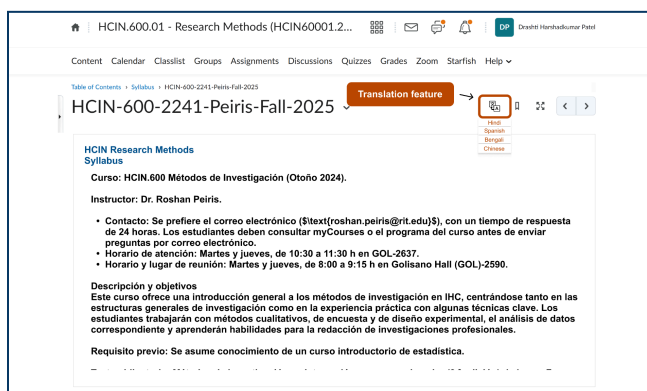 HCIN.600.01 - Research Methods (HCIN60001.2...
DP
Drashti Harshadkumar Patel
Content Calendar Classlist Groups Assignments Discussions Quizzes Grades Zoom Starfish Help
Table of Contents › Syllabus › HCIN-600-2241-Peiris-Fall-2025
Translation feature
HCIN-600-2241-Peiris-Fall-2025
Hindi
Spanish
Bengali
Chinese
HCIN Research Methods
Syllabus
Curso: HCIN.600 Métodos de Investigación (Otoño 2024).
Instructor: Dr. Roshan Peiris.
• Contacto: Se prefiere el correo electrónico ($\text{roshan.peiris@rit.edu}$), con un tiempo de respuesta
de 24 horas. Los estudiantes deben consultar myCourses o el programa del curso antes de enviar
preguntas por correo electrónico.
• Horario de atención: Martes y jueves, de 10:30 a 11:30 h en GOL-2637.
• Horario y lugar de reunión: Martes y jueves, de 8:00 a 9:15 h en Golisano Hall (GOL)-2590.
Descripción y objetivos
Este curso ofrece una introducción general a los métodos de investigación en IHC, centrándose tanto en las
estructuras generales de investigación como en la experiencia práctica con algunas técnicas clave. Los
estudiantes trabajarán con métodos cualitativos, de encuesta y de diseño experimental, el análisis de datos
correspondiente y aprenderán habilidades para la redacción de investigaciones profesionales.
Requisito previo: Se asume conocimiento de un curso introductorio de estadística.